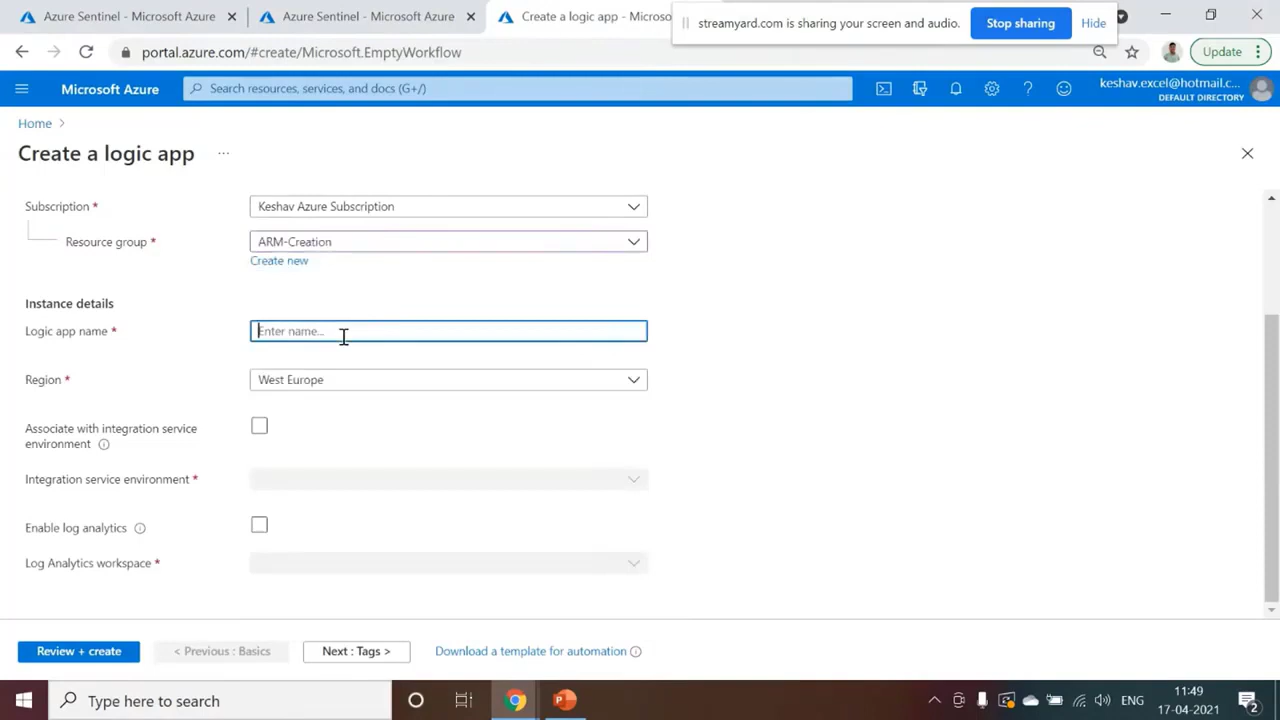 Azure Sentinel - Microsoft Azure
Azure Sentinel - Microsoft Azure
Create a logic app - Microso
streamyard.com is sharing your screen and audio.
Stop sharing
Hide
portal.azure.com/#create/Microsoft.EmptyWorkflow
Update
Microsoft Azure
Search resources, services, and docs (G+/)
keshav.excel@hotmail.c...
DEFAULT DIRECTORY
Home
Create a logic app
...
Subscription *
Keshav Azure Subscription
Resource group *
ARM-Creation
Create new
Instance details
Logic app name *
Enter name...
Region *
West Europe
Associate with integration service
environment
Integration service environment *
Enable log analytics
Log Analytics workspace *
Review + create
< Previous : Basics
Next : Tags >
Download a template for automation
Type here to search
ENG
11:49
17-04-2021
2